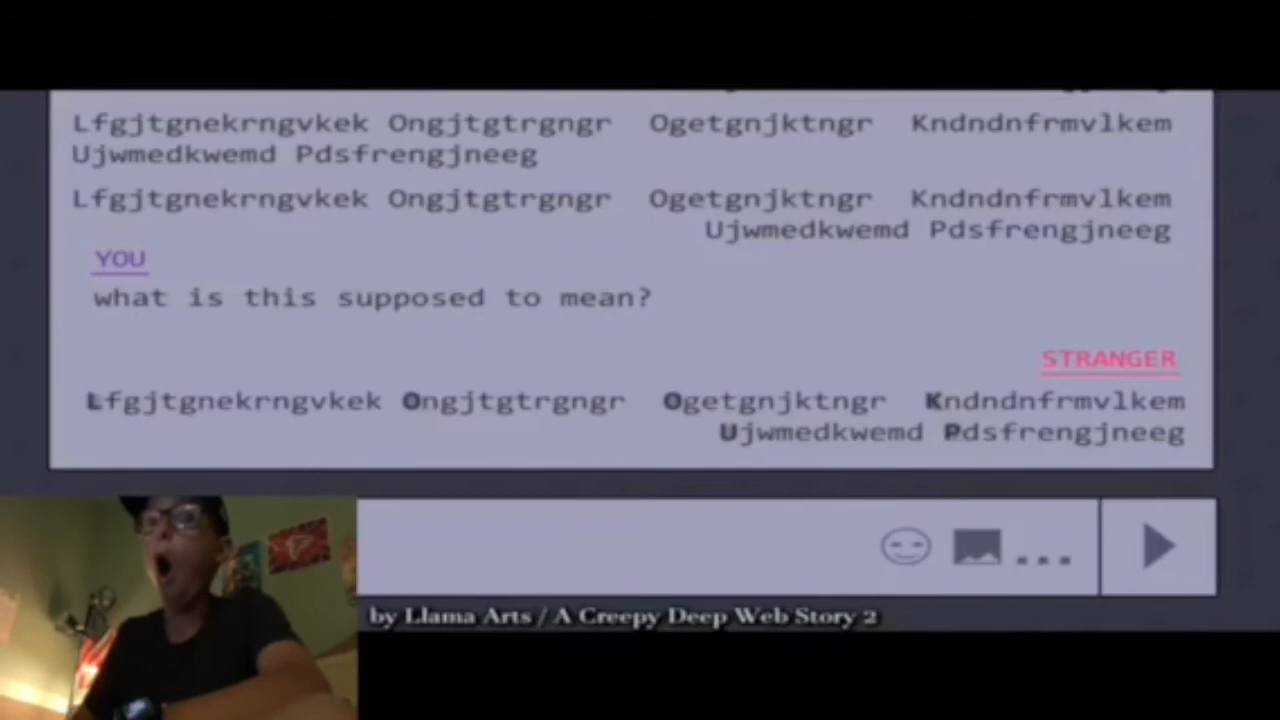 Lfgjtgnekrngvkek Ongjtgtrgngr Ogetgnjktngr Kndndnfrmvlkem
Ujwmedkwemd Pdsfrengjneeg
Lfgjtgnekrngvkek Ongjtgtrgngr Ogetgnjktngr Kndndnfrmvlkem
Ujwmedkwemd Pdsfrengjneeg
YOU
what is this supposed to mean?
STRANGER
Lfgjtgnekrngvkek Ongjtgtrgngr Ogetgnjktngr Kndndnfrmvlkem
Ujwmedkwemd Pdsfrengjneeg
by Llama Arts / A Creepy Deep Web Story 2